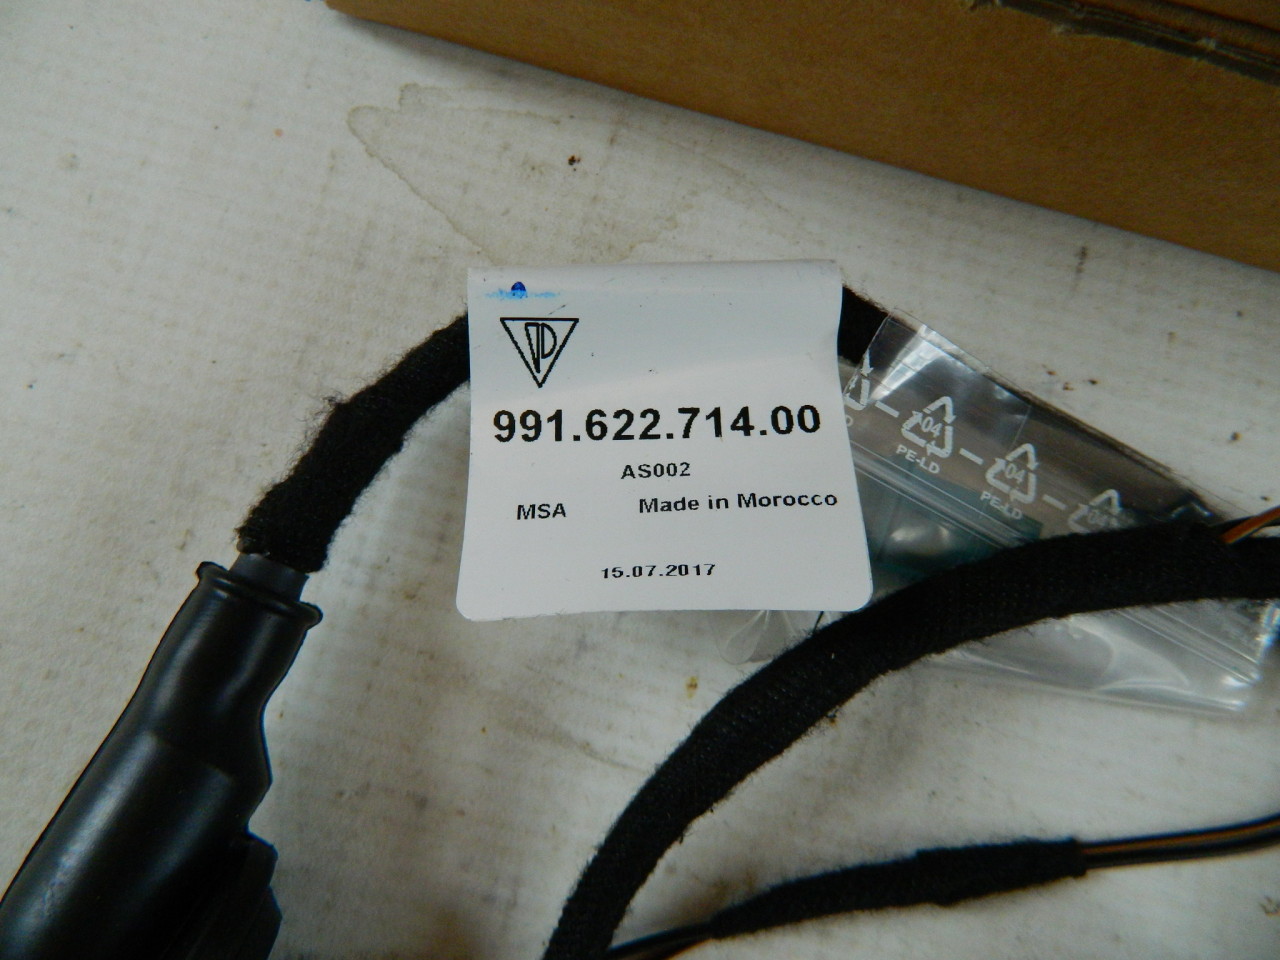 991.622.714.00
AS002
MSA Made in Morocco
15.07.2017
04
PE-LD
04
PE-LD
04